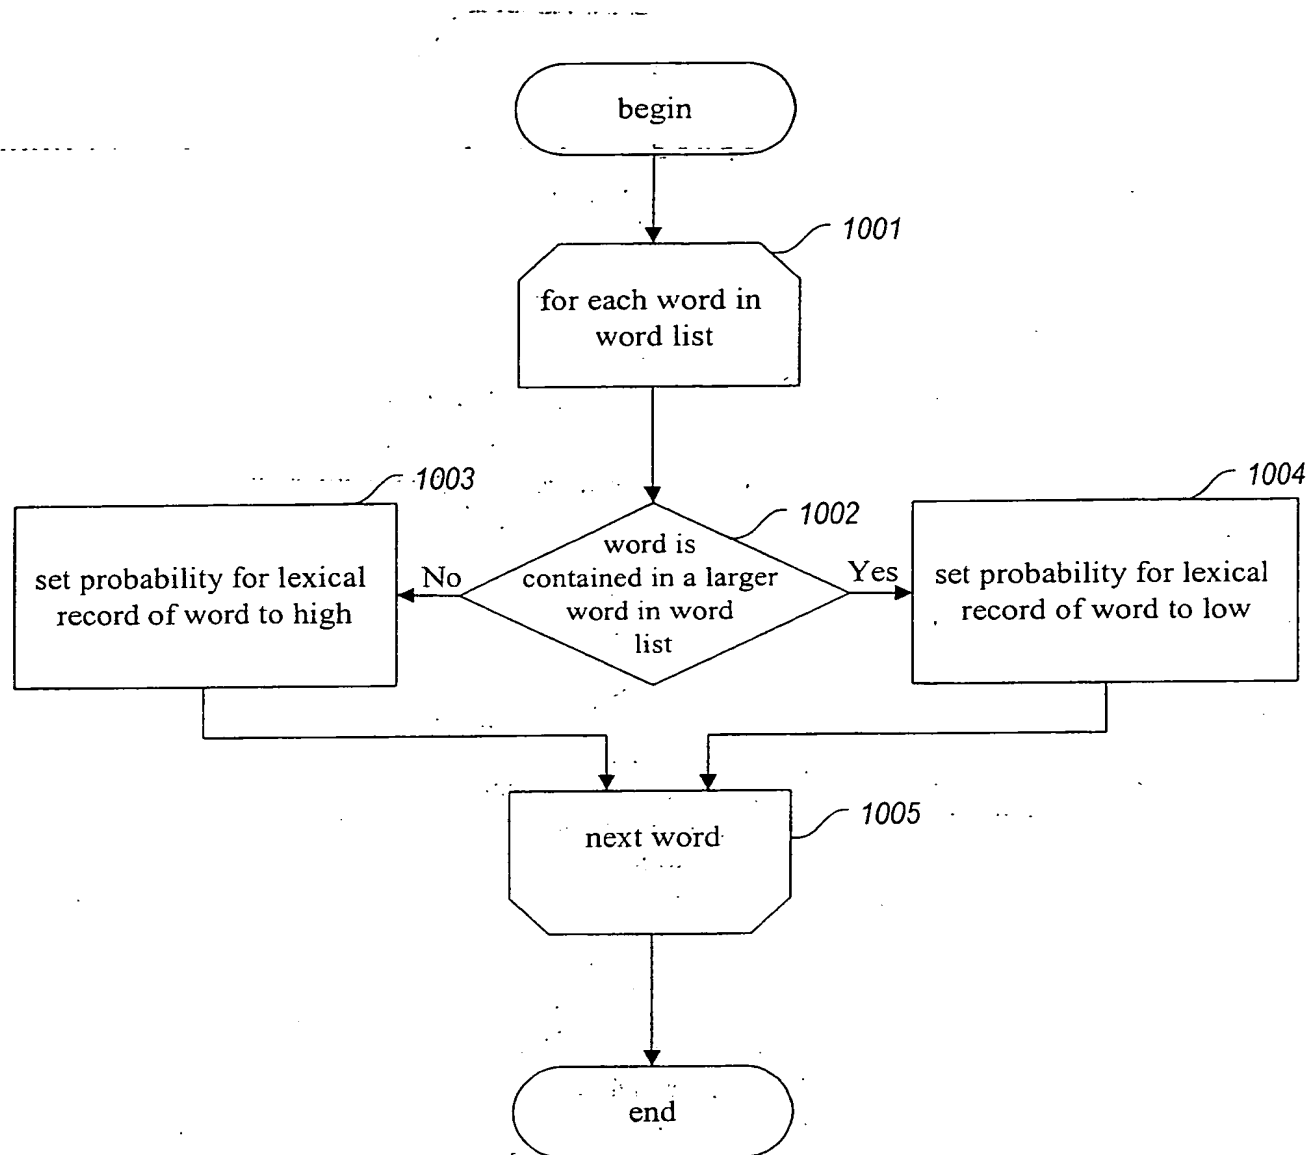 begin
1001
for each word in
word list
1003
1004
1002
word is
contained in a larger
word in word
list
No
Yes
set probability for lexical
record of word to high
set probability for lexical
record of word to low
1005
next word
end